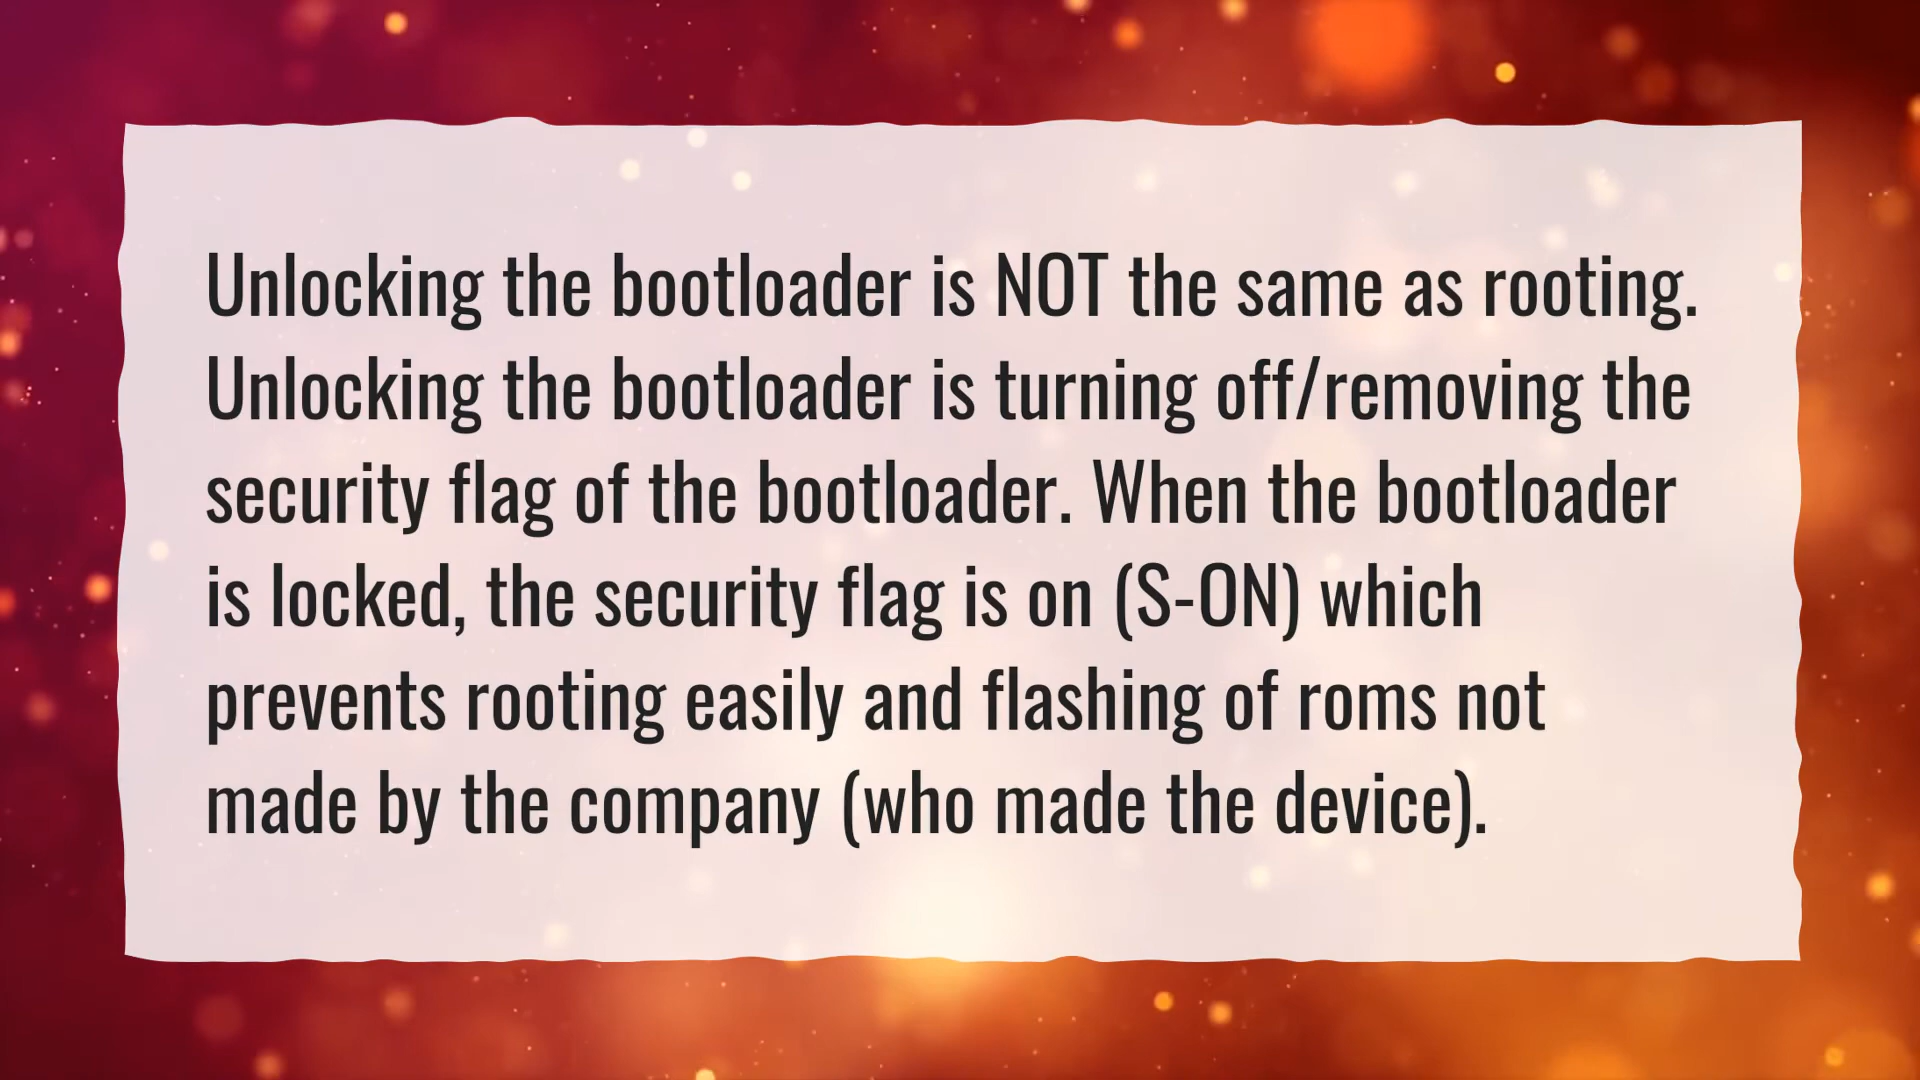 Unlocking the bootloader is NOT the same as rooting.
Unlocking the bootloader is turning off/removing the
security flag of the bootloader. When the bootloader
is locked, the security flag is on (S-ON) which
prevents rooting easily and flashing of roms not
made by the company (who made the device).